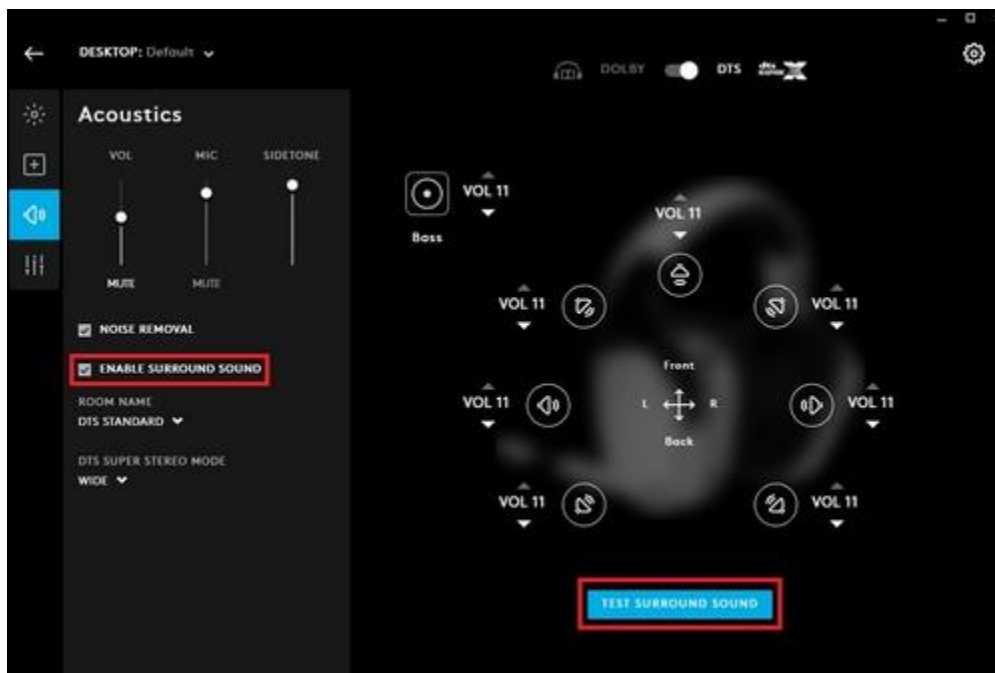 DESKTOP: Default
DOLBY DTS dts X
Acoustics
VOL MIC SIDETONE
MUTE MUTE
NOISE REMOVAL
ENABLE SURROUND SOUND
ROOM NAME
DTS STANDARD
DTS SUPER STEREO MODE
WIDE
VOL 11
Bass
VOL 11
VOL 11
VOL 11
Front
VOL 11
L R
VOL 11
Back
VOL 11
VOL 11
TEST SURROUND SOUND